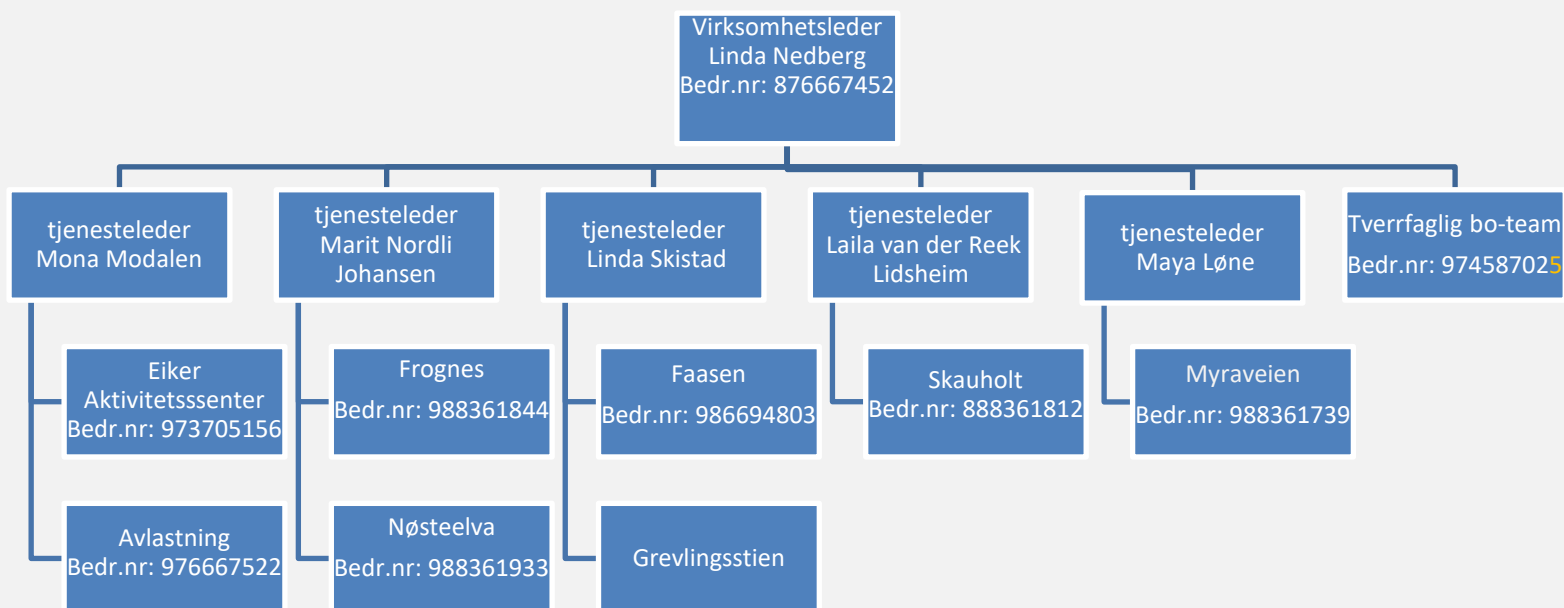 Virksomhetsleder
Linda Nedberg
Bedr.nr: 876667452
tjenesteleder
Mona Modalen
tjenesteleder
Marit Nordli
Johansen
tjenesteleder
Linda Skistad
tjenesteleder
Laila van der Reek
Lidsheim
tjenesteleder
Maya Løne
Tverrfaglig bo-team
Bedr.nr: 974587025
Eiker
Aktivitetsssenter
Bedr.nr: 973705156
Frognes
Bedr.nr: 988361844
Faasen
Bedr.nr: 986694803
Skauholt
Bedr.nr: 888361812
Myraveien
Bedr.nr: 988361739
Avlastning
Bedr.nr: 976667522
Nøsteelva
Bedr.nr: 988361933
Grevlingsstien